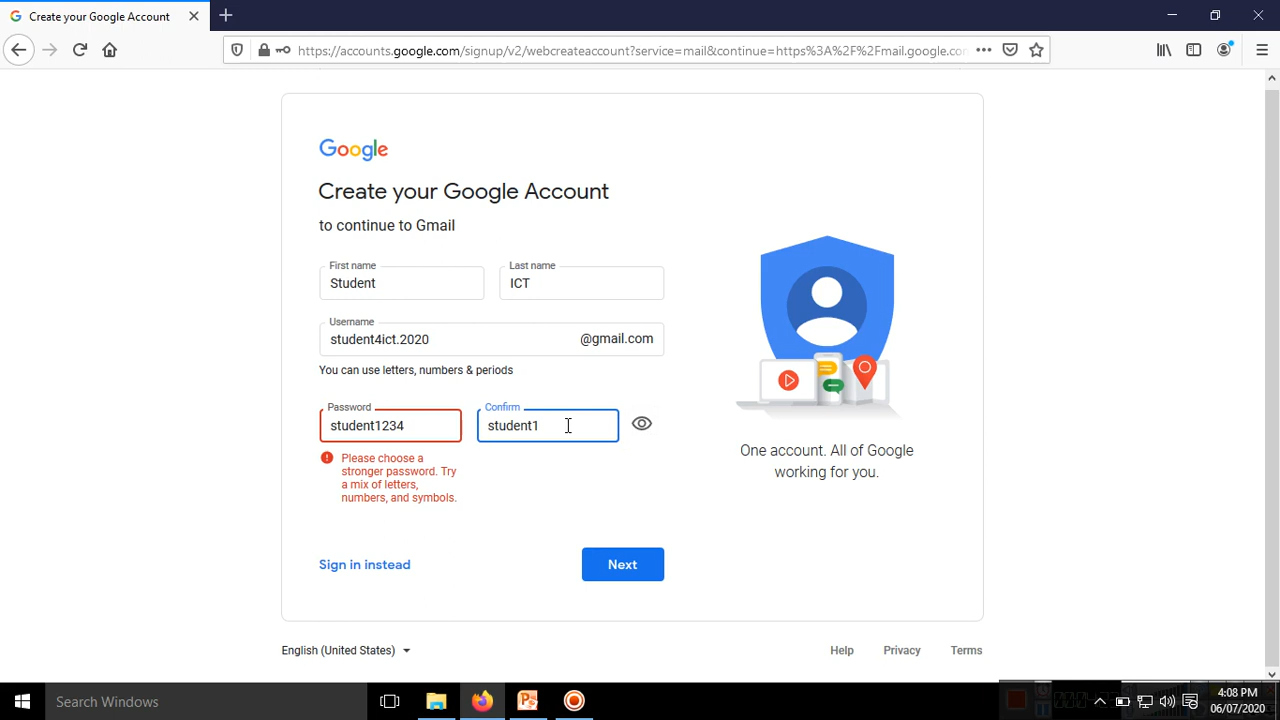 Create your Google Account
https://accounts.google.com/signup/v2/webcreateaccount?service=mail&continue=https%3A%2F%2Fmail.google.co
Google
Create your Google Account
to continue to Gmail
First name
Student
Last name
ICT
Username
student4ict.2020
@gmail.com
You can use letters, numbers & periods
Password
student1234
Confirm
student1
Please choose a
stronger password. Try
a mix of letters,
numbers, and symbols.
One account. All of Google
working for you.
Sign in instead
Next
English (United States)
Help
Privacy
Terms
Search Windows
4:08 PM
06/07/2020